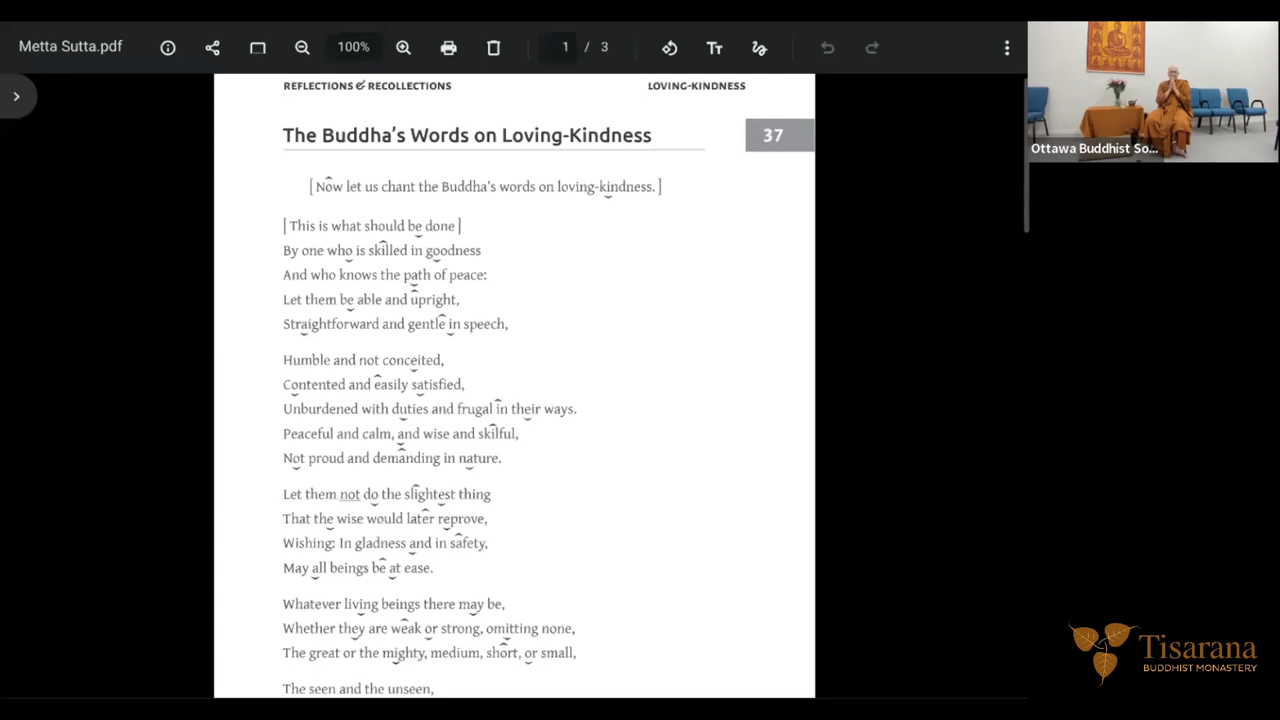 Metta Sutta.pdf
100%
1 / 3
REFLECTIONS & RECOLLECTIONS
LOVING-KINDNESS
The Buddha's Words on Loving-Kindness
37
[ Now let us chant the Buddha's words on loving-kindness. ]
[ This is what should be done ]
By one who is skilled in goodness
And who knows the path of peace:
Let them be able and upright,
Straightforward and gentle in speech,
Humble and not conceited,
Contented and easily satisfied,
Unburdened with duties and frugal in their ways.
Peaceful and calm, and wise and skilful,
Not proud and demanding in nature.
Let them not do the slightest thing
That the wise would later reprove,
Wishing: In gladness and in safety,
May all beings be at ease.
Whatever living beings there may be,
Whether they are weak or strong, omitting none,
The great or the mighty, medium, short, or small,
The seen and the unseen,
Ottawa Buddhist So...
Tisarana
BUDDHIST MONASTERY